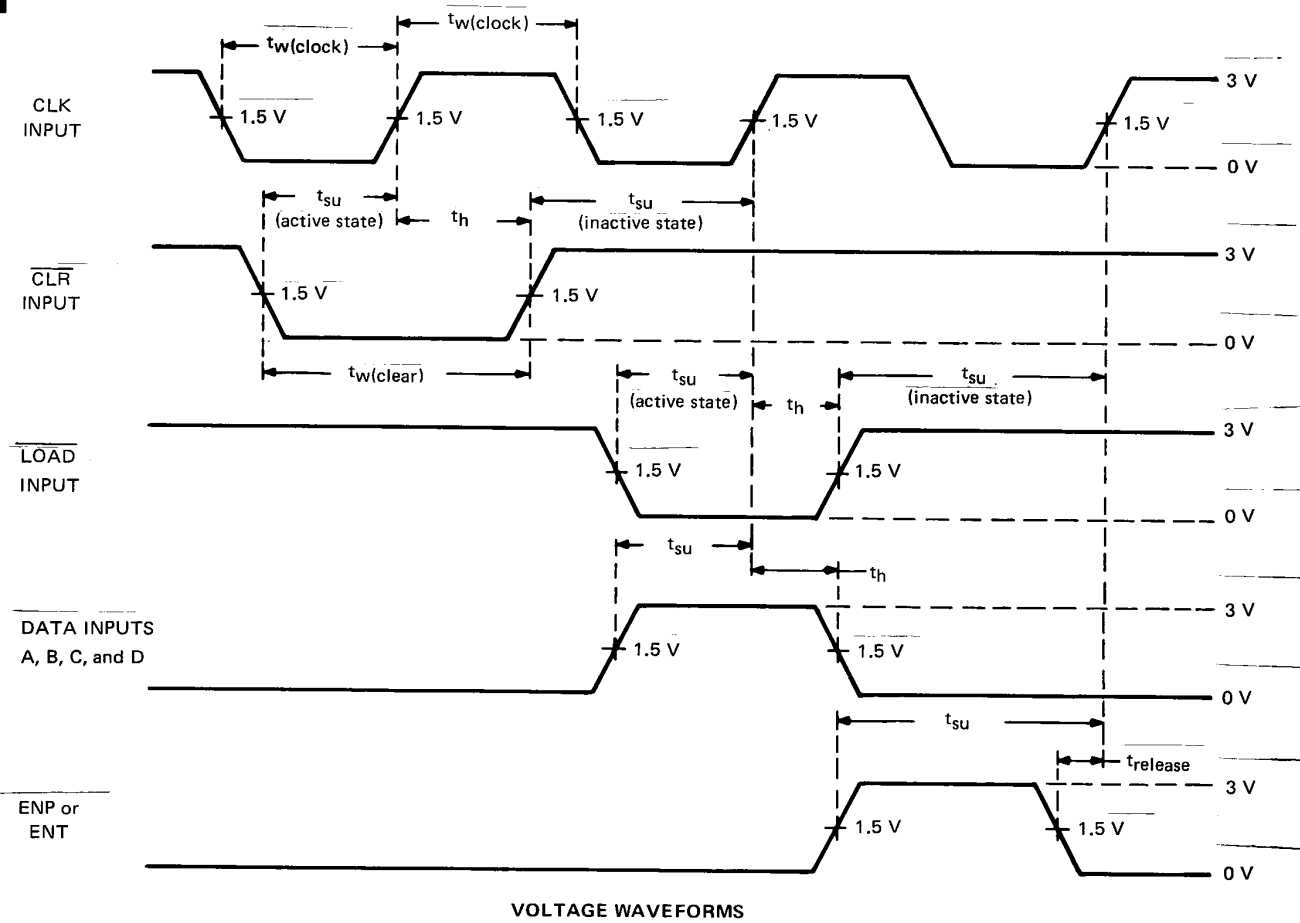 tw(clock)
tw(clock)
CLK
INPUT
1.5 V
1.5 V
1.5 V
1.5 V
1.5 V
3 V
0 V
tsu
(active state)
th
tsu
(inactive state)
CLR
INPUT
1.5 V
1.5 V
3 V
0 V
tw(clear)
tsu
(active state)
th
tsu
(inactive state)
LOAD
INPUT
1.5 V
1.5 V
3 V
0 V
tsu
th
DATA INPUTS
A, B, C, and D
1.5 V
1.5 V
3 V
0 V
tsu
trelease
ENP or
ENT
1.5 V
1.5 V
3 V
0 V
VOLTAGE WAVEFORMS